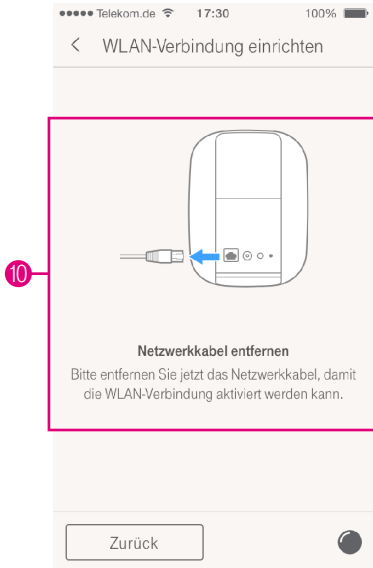 Telekom.de 17:30 100%
WLAN-Verbindung einrichten
10
Netzwerkkabel entfernen
Bitte entfernen Sie jetzt das Netzwerkkabel, damit
die WLAN-Verbindung aktiviert werden kann.
Zurück